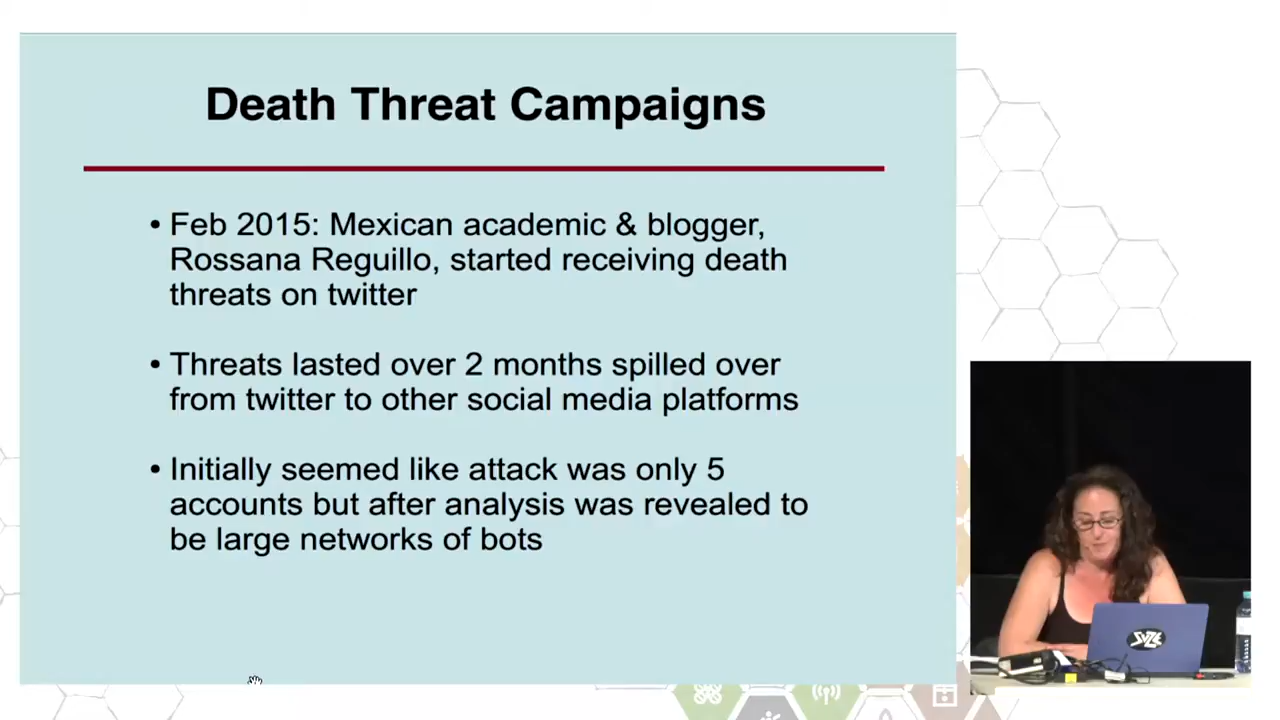 Death Threat Campaigns
• Feb 2015: Mexican academic & blogger,
Rossana Reguillo, started receiving death
threats on twitter
• Threats lasted over 2 months spilled over
from twitter to other social media platforms
• Initially seemed like attack was only 5
accounts but after analysis was revealed to
be large networks of bots